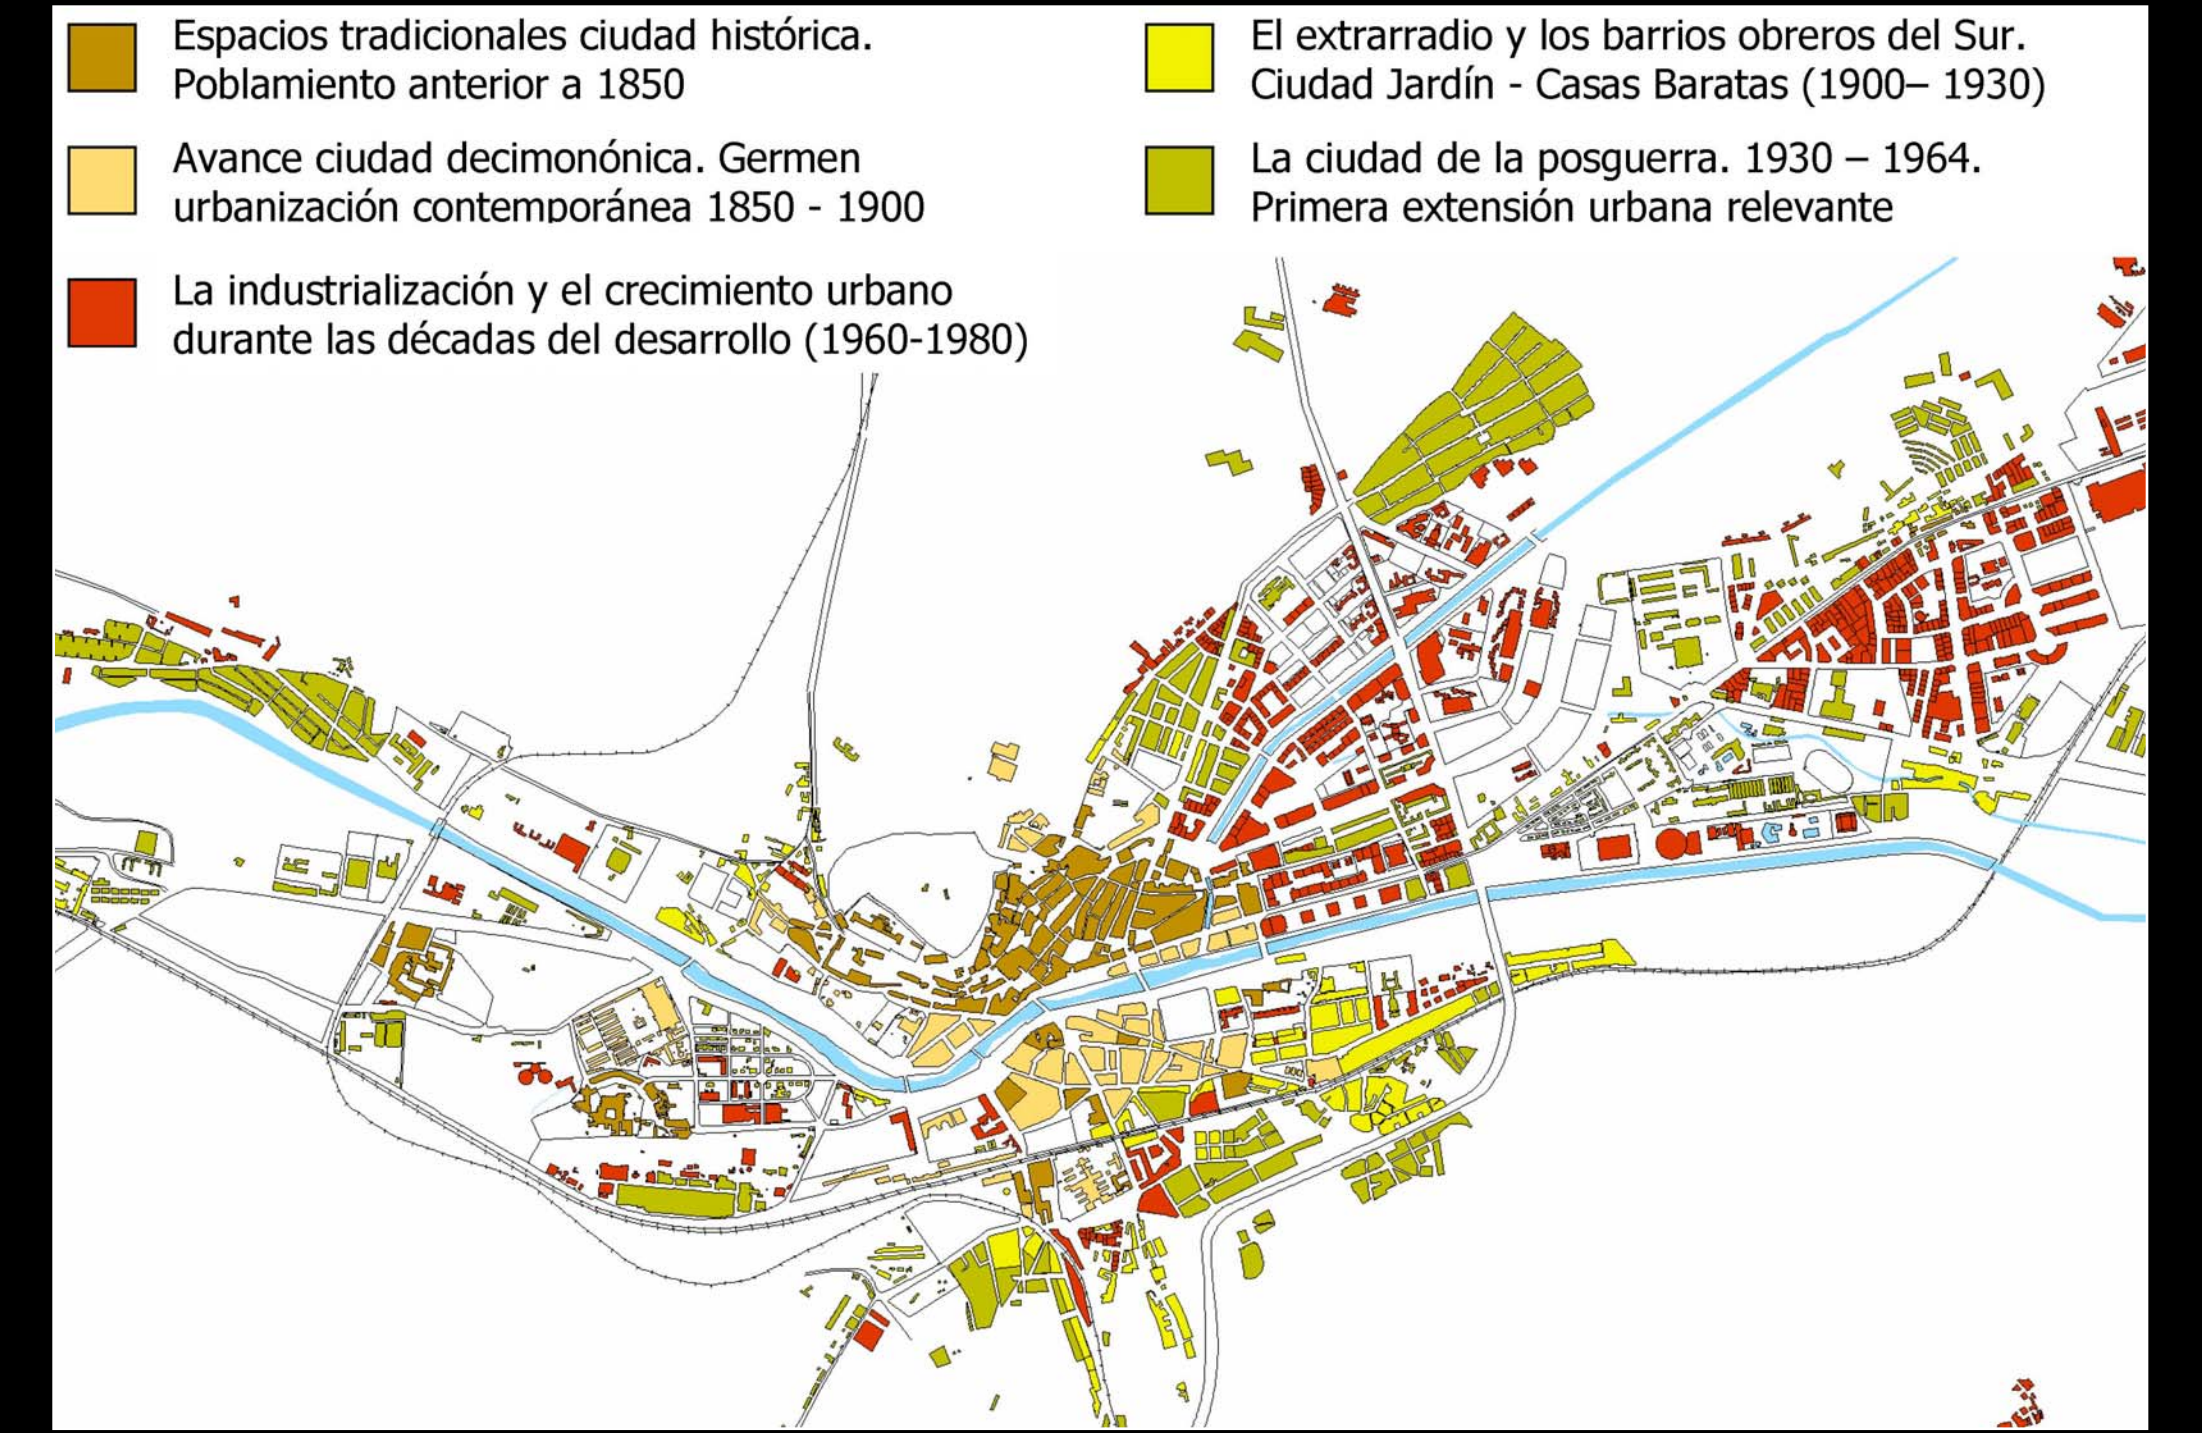 Espacios tradicionales ciudad histórica.
Poblamiento anterior a 1850
Avance ciudad decimonónica. Germen
urbanización contemporánea 1850 - 1900
La industrialización y el crecimiento urbano
durante las décadas del desarrollo (1960-1980)
El extrarradio y los barrios obreros del Sur.
Ciudad Jardín - Casas Baratas (1900– 1930)
La ciudad de la posguerra. 1930 – 1964.
Primera extensión urbana relevante